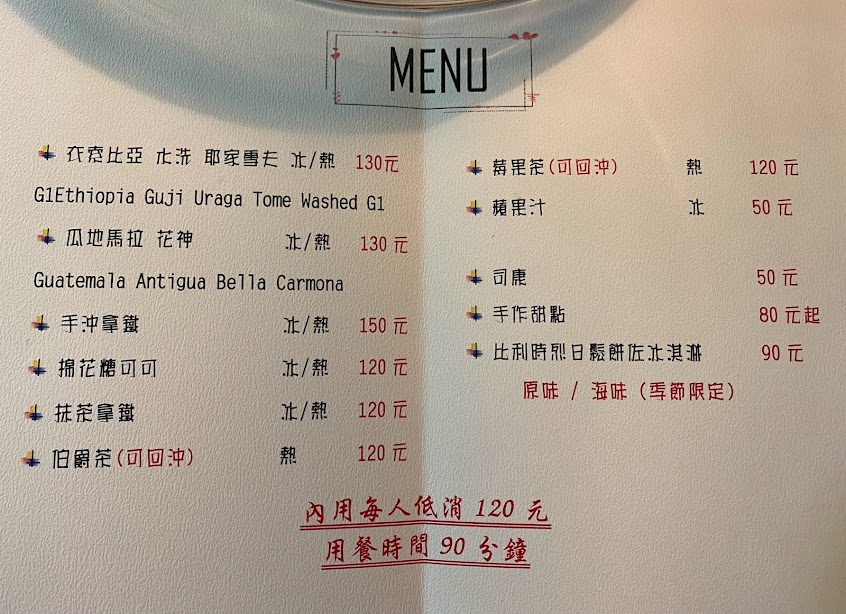 MENU
衣索比亞 水洗 耶家雪夫 冰/熱 130元
G1Ethiopia Guji Uraga Tome Washed G1
瓜地馬拉 花神 冰/熱 130元
Guatemala Antigua Bella Carmona
手沖拿鐵 冰/熱 150元
棉花糖可可 冰/熱 120元
抹茶拿鐵 冰/熱 120元
伯爵茶(可回沖) 熱 120元
莓果茶(可回沖) 熱 120元
蘋果汁 冰 50元
司康 50元
手作甜點 80元起
比利時烈日鬆餅佐冰淇淋 90元
原味 / 海味 (季節限定)
內用每人低消 120 元
用餐時間 90 分鐘